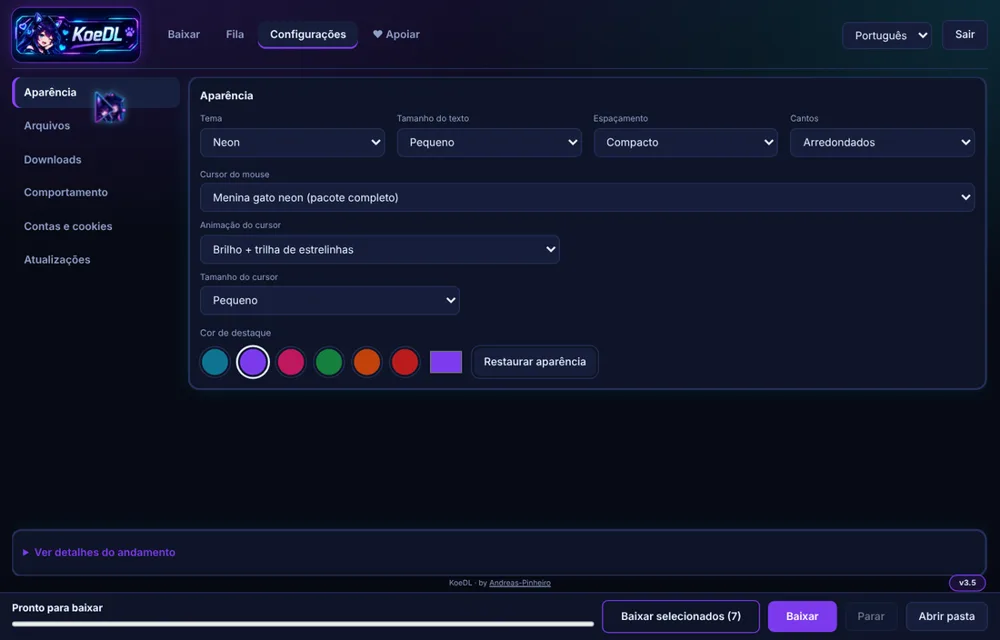 KoeDL
Baixar
Fila
Configurações
♥ Apoiar
Português
Sair
Aparência
Arquivos
Downloads
Comportamento
Contas e cookies
Atualizações
Aparência
Tema
Tamanho do texto
Espaçamento
Cantos
Neon
Pequeno
Compacto
Arredondados
Cursor do mouse
Menina gato neon (pacote completo)
Animação do cursor
Brilho + trilha de estrelinhas
Tamanho do cursor
Pequeno
Cor de destaque
Restaurar aparência
Ver detalhes do andamento
KoeDL · by Andreas-Pinheiro
v3.5
Pronto para baixar
Baixar selecionados (7)
Baixar
Parar
Abrir pasta